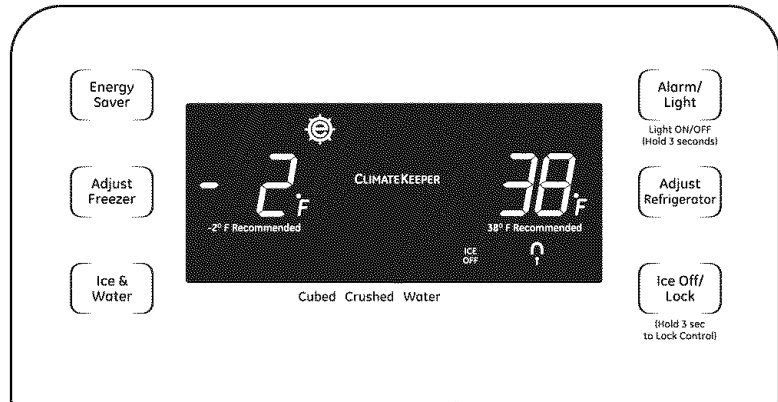 Energy
Saver
Alarm/
Light
Light ON/OFF
(Hold 3 seconds)
e
Adjust
Freezer
- 2°F
CLIMATEKEEPER
38°F
Adjust
Refrigerator
-2° F Recommended
38° F Recommended
ICE
OFF
Ice &
Water
Ice Off/
Lock
Cubed Crushed Water
(Hold 3 sec
to Lock Control)